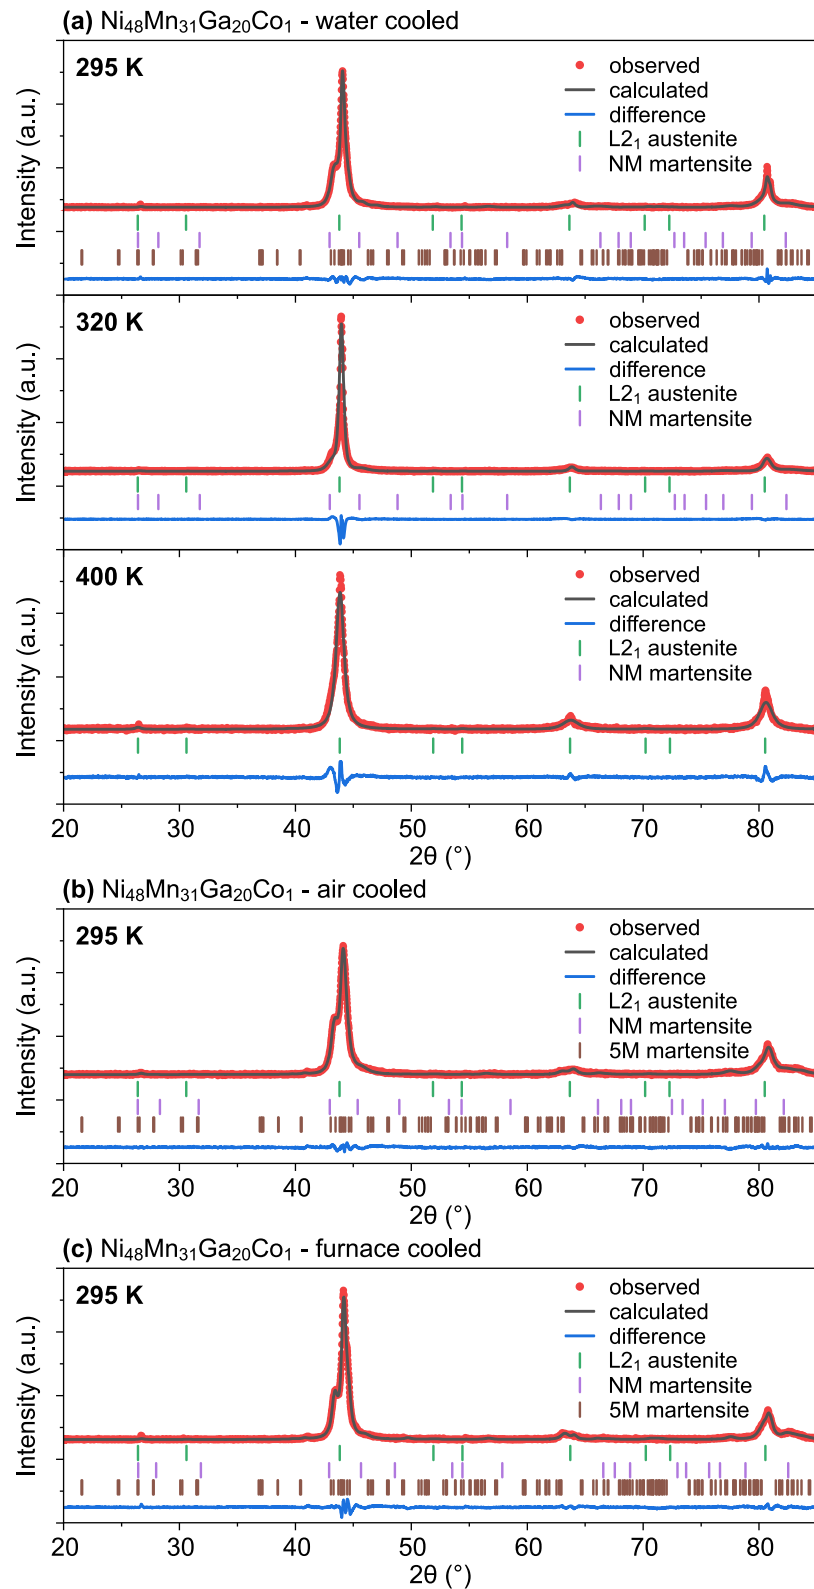 (a) Ni₄₈Mn₃₁Ga₂₀Co₁ - water cooled
295 K
observed
calculated
difference
L2₁ austenite
NM martensite
Intensity (a.u.)
320 K
observed
calculated
difference
L2₁ austenite
NM martensite
Intensity (a.u.)
400 K
observed
calculated
difference
L2₁ austenite
NM martensite
Intensity (a.u.)
20 30 40 50 60 70 80
2θ (°)
(b) Ni₄₈Mn₃₁Ga₂₀Co₁ - air cooled
295 K
observed
calculated
difference
L2₁ austenite
NM martensite
5M martensite
Intensity (a.u.)
20 30 40 50 60 70 80
2θ (°)
(c) Ni₄₈Mn₃₁Ga₂₀Co₁ - furnace cooled
295 K
observed
calculated
difference
L2₁ austenite
NM martensite
5M martensite
Intensity (a.u.)
20 30 40 50 60 70 80
2θ (°)